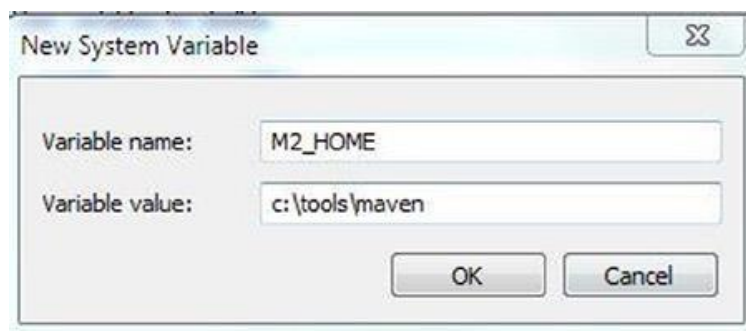 New System Variable
Variable name: M2_HOME
Variable value: c:\tools\maven
OK Cancel